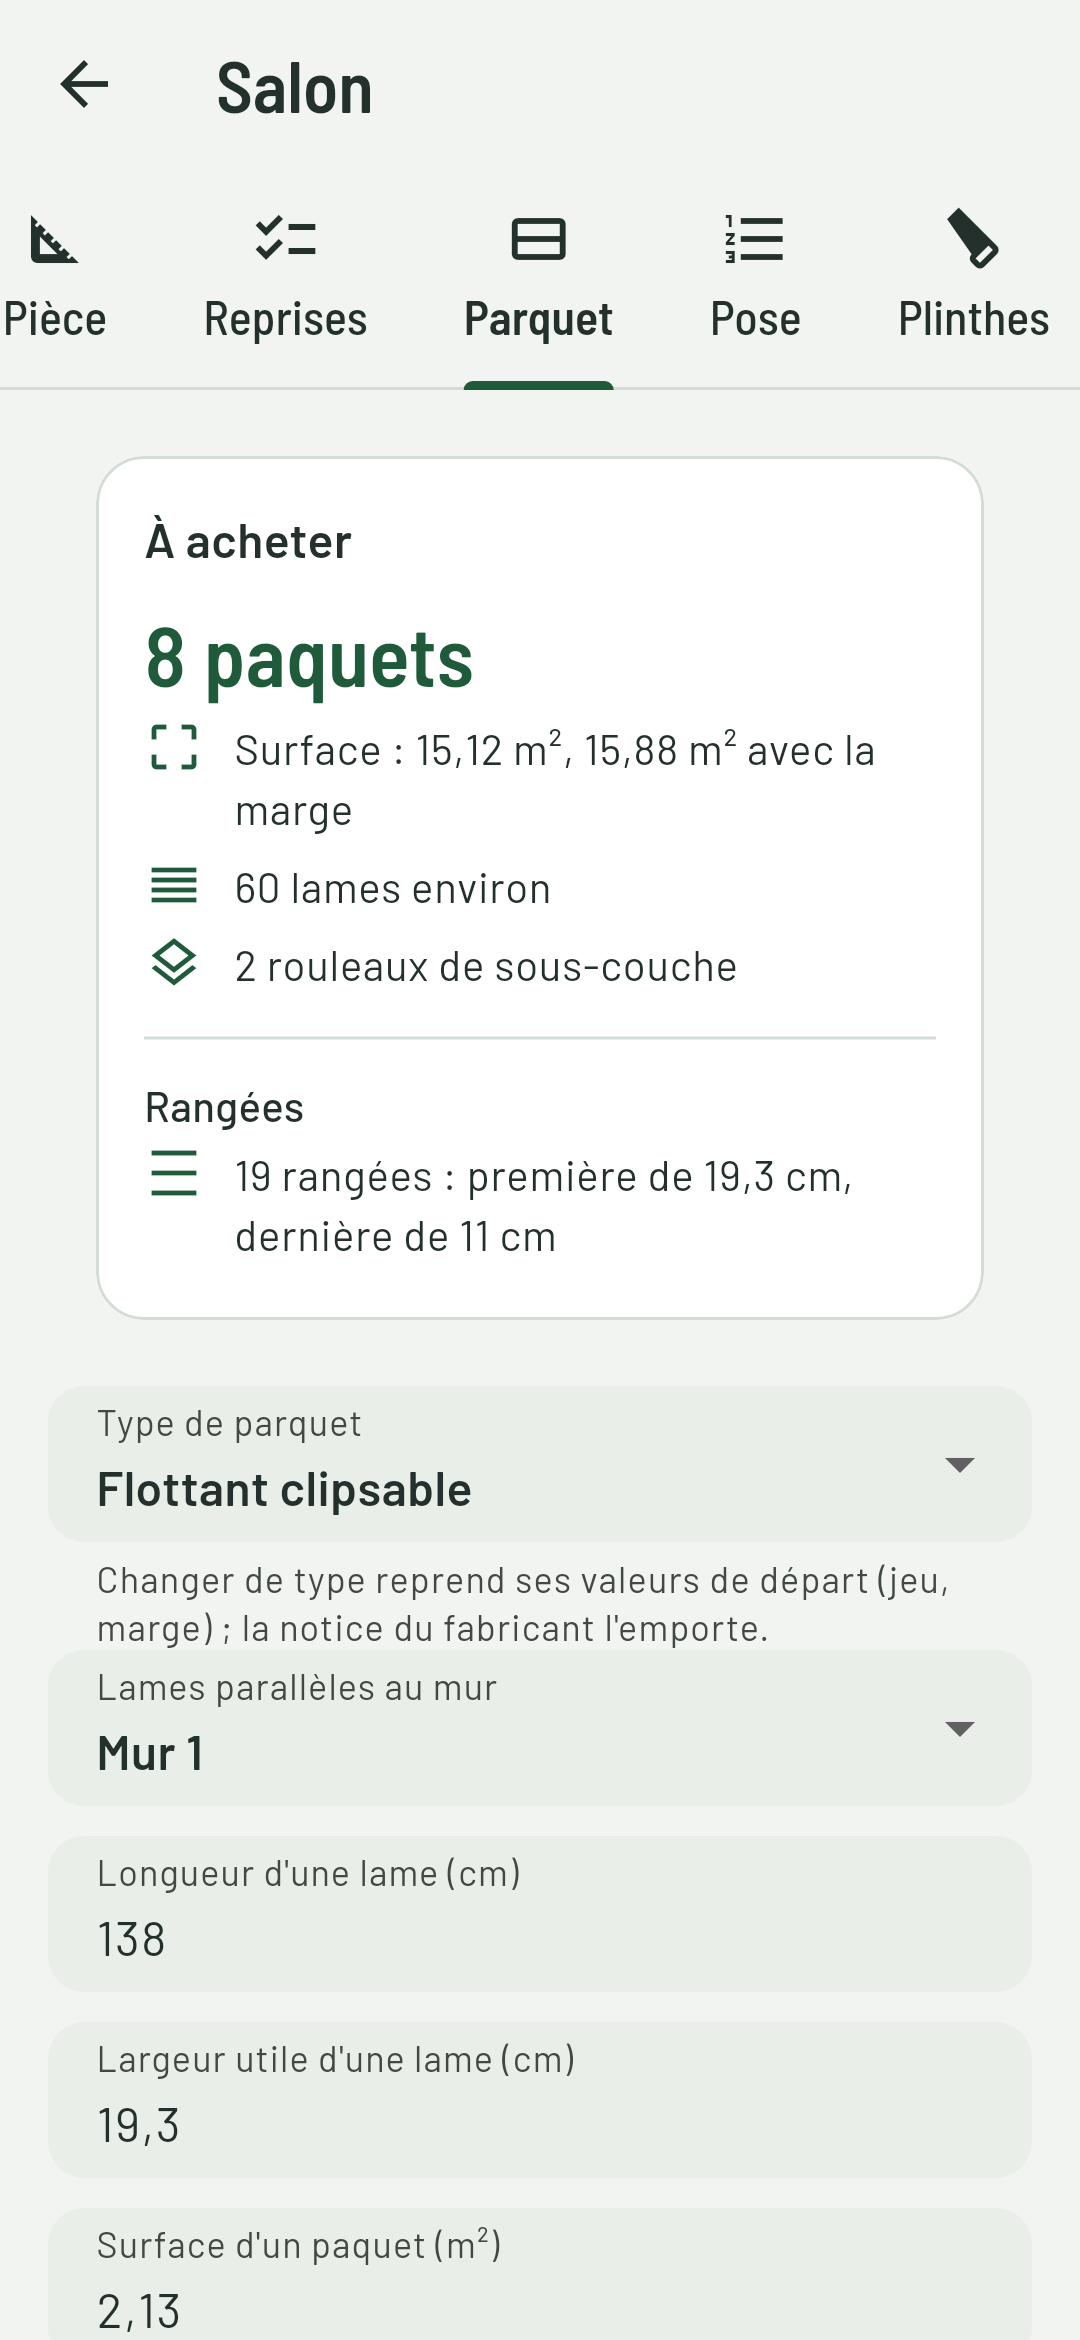 Salon
Pièce
Reprises
Parquet
Pose
Plinthes
À acheter
8 paquets
Surface : 15,12 m², 15,88 m² avec la
marge
60 lames environ
2 rouleaux de sous-couche
Rangées
19 rangées : première de 19,3 cm,
dernière de 11 cm
Type de parquet
Flottant clipsable
Changer de type reprend ses valeurs de départ (jeu,
marge) ; la notice du fabricant l'emporte.
Lames parallèles au mur
Mur 1
Longueur d'une lame (cm)
138
Largeur utile d'une lame (cm)
19,3
Surface d'un paquet (m²)
2,13